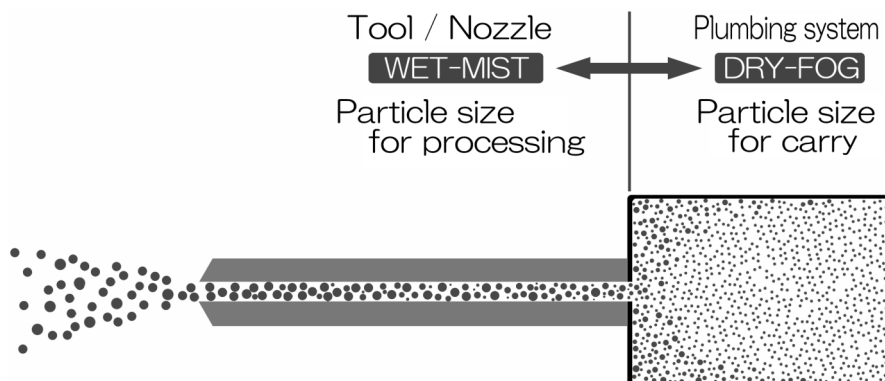 Tool / Nozzle
WET-MIST
Particle size
for processing
Plumbing system
DRY-FOG
Particle size
for carry